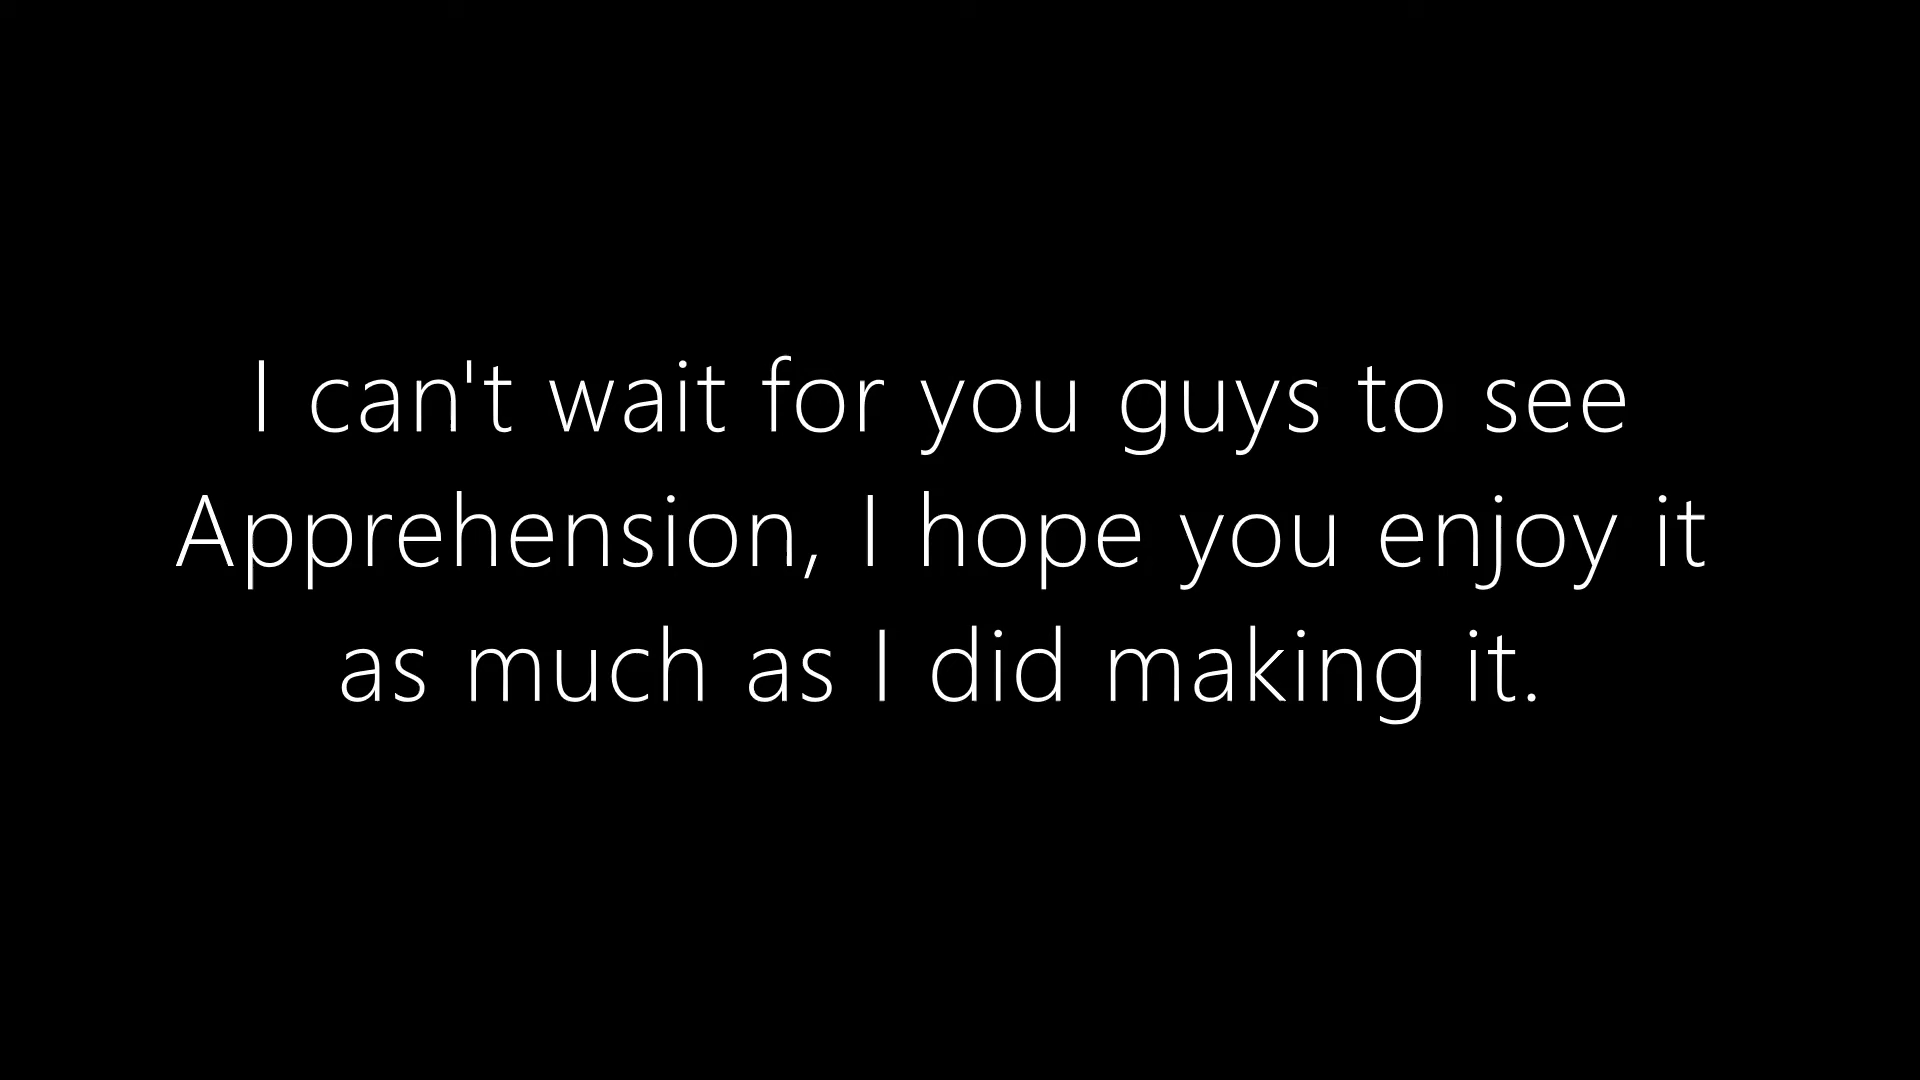 I can't wait for you guys to see
Apprehension, I hope you enjoy it
as much as I did making it.